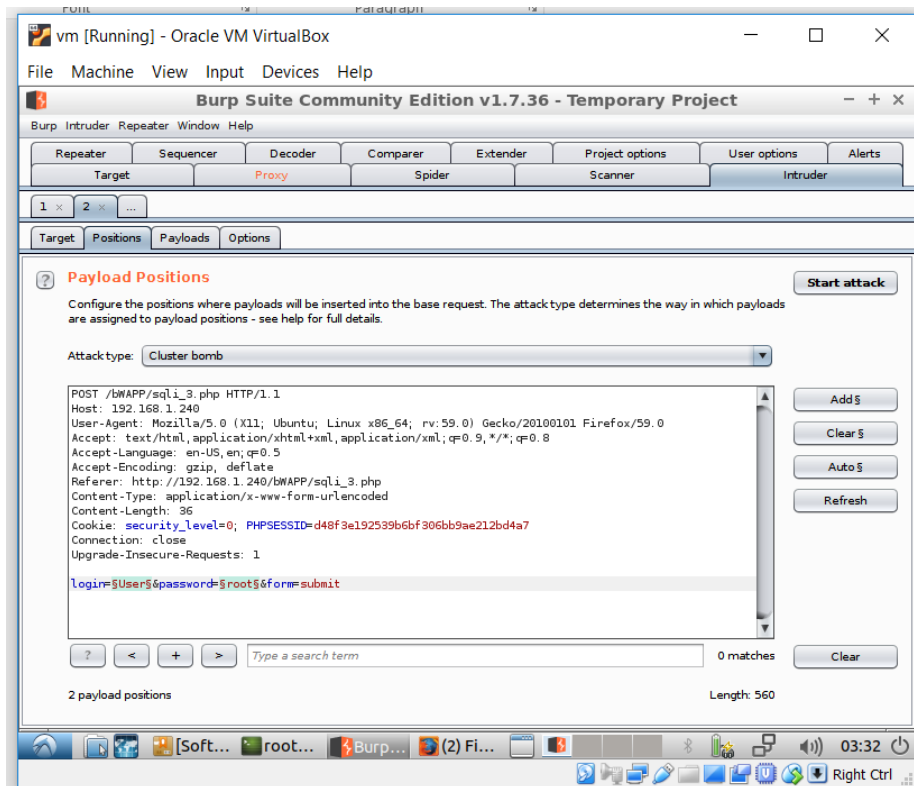 Font Paragraph
vm [Running] - Oracle VM VirtualBox
File Machine View Input Devices Help
Burp Suite Community Edition v1.7.36 - Temporary Project
Burp Intruder Repeater Window Help
Repeater Sequencer Decoder Comparer Extender Project options User options Alerts
Target Proxy Spider Scanner Intruder
1 × 2 × ...
Target Positions Payloads Options
? Payload Positions
Start attack
Configure the positions where payloads will be inserted into the base request. The attack type determines the way in which payloads
are assigned to payload positions - see help for full details.
Attack type: Cluster bomb
POST /bWAPP/sqli_3.php HTTP/1.1
Host: 192.168.1.240
User-Agent: Mozilla/5.0 (X11; Ubuntu; Linux x86_64; rv:59.0) Gecko/20100101 Firefox/59.0
Accept: text/html,application/xhtml+xml,application/xml;q=0.9,*/*;q=0.8
Accept-Language: en-US,en;q=0.5
Accept-Encoding: gzip, deflate
Referer: http://192.168.1.240/bWAPP/sqli_3.php
Content-Type: application/x-www-form-urlencoded
Content-Length: 36
Cookie: security_level=0; PHPSESSID=d48f3e192539b6bf306bb9ae212bd4a7
Connection: close
Upgrade-Insecure-Requests: 1
login=§User§&password=§root§&form=submit
Add §
Clear §
Auto §
Refresh
? < + > Type a search term 0 matches Clear
2 payload positions Length: 560
[Soft... root... Burp... (2) Fi... 03:32
Right Ctrl